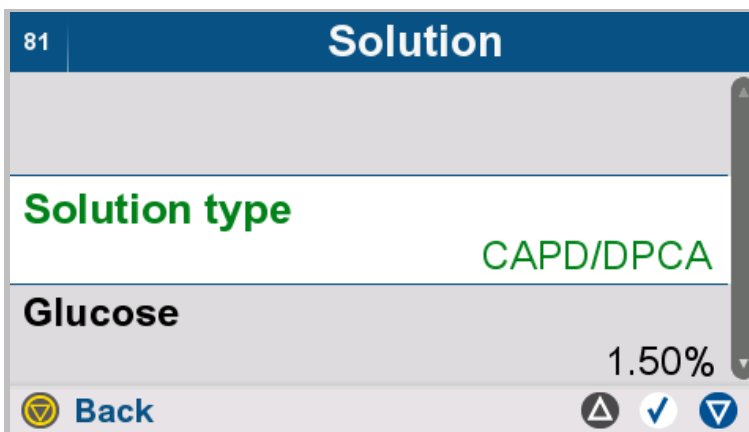 81
Solution
Solution type
CAPD/DPCA
Glucose
1.50%
Back